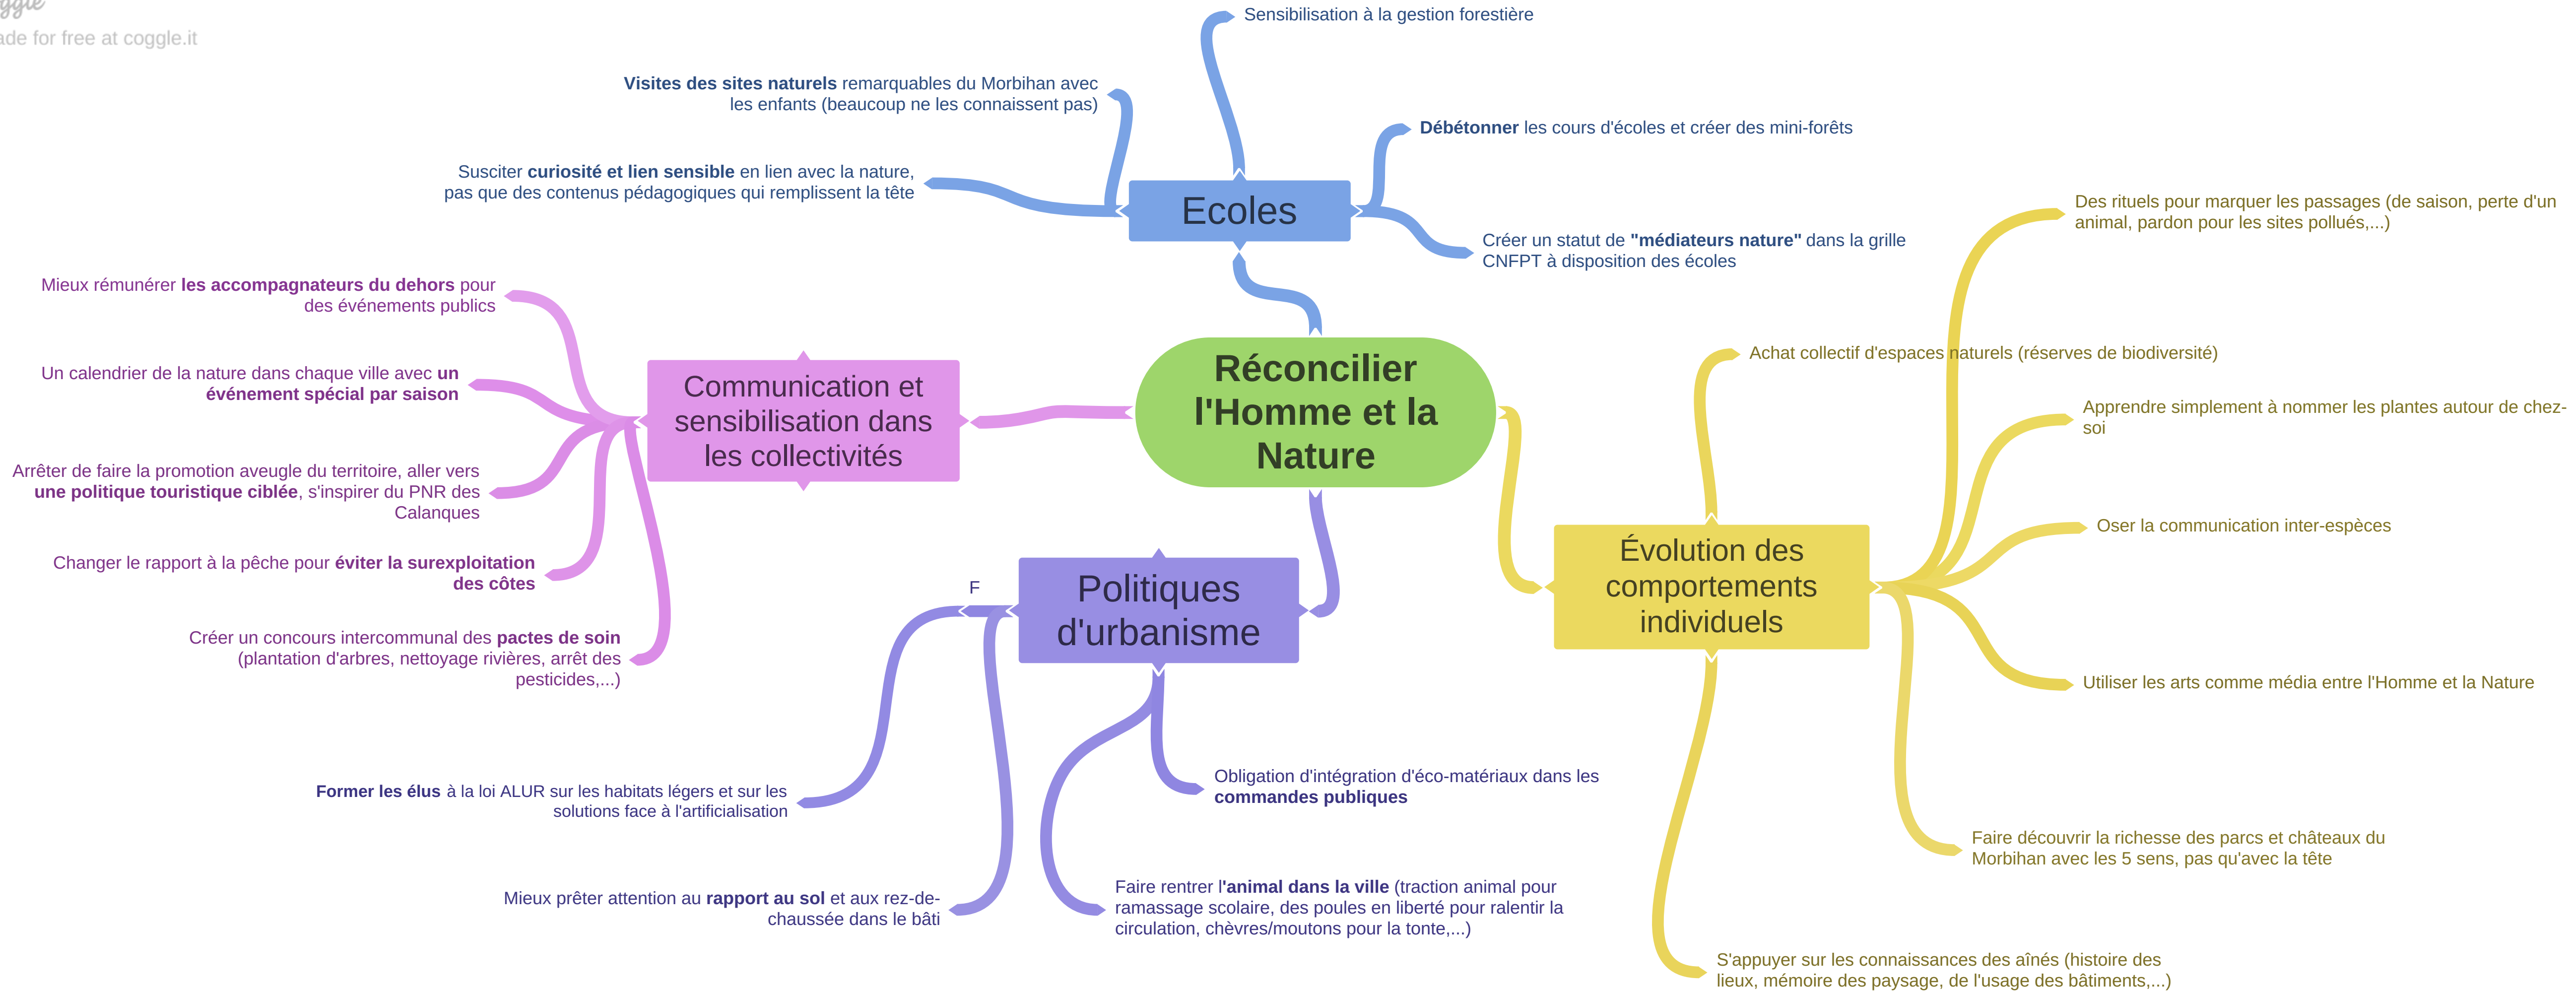 ggle
ade for free at coggle.it
Sensibilisation à la gestion forestière
Visites des sites naturels remarquables du Morbihan avec
les enfants (beaucoup ne les connaissent pas)
Débétonner les cours d'écoles et créer des mini-forêts
Susciter curiosité et lien sensible en lien avec la nature,
pas que des contenus pédagogiques qui remplissent la tête
Ecoles
Créer un statut de "médiateurs nature" dans la grille
CNFPT à disposition des écoles
Mieux rémunérer les accompagnateurs du dehors pour
des événements publics
Un calendrier de la nature dans chaque ville avec un
événement spécial par saison
Arrêter de faire la promotion aveugle du territoire, aller vers
une politique touristique ciblée, s'inspirer du PNR des
Calanques
Changer le rapport à la pêche pour éviter la surexploitation
des côtes
Créer un concours intercommunal des pactes de soin
(plantation d'arbres, nettoyage rivières, arrêt des
pesticides,...)
Communication et
sensibilisation dans
les collectivités
Réconcilier
l'Homme et la
Nature
Des rituels pour marquer les passages (de saison, perte d'un
animal, pardon pour les sites pollués,...)
Achat collectif d'espaces naturels (réserves de biodiversité)
Apprendre simplement à nommer les plantes autour de chez-
soi
Oser la communication inter-espèces
Évolution des
comportements
individuels
Utiliser les arts comme média entre l'Homme et la Nature
Faire découvrir la richesse des parcs et châteaux du
Morbihan avec les 5 sens, pas qu'avec la tête
S'appuyer sur les connaissances des aînés (histoire des
lieux, mémoire des paysage, de l'usage des bâtiments,...)
F
Politiques
d'urbanisme
Former les élus à la loi ALUR sur les habitats légers et sur les
solutions face à l'artificialisation
Obligation d'intégration d'éco-matériaux dans les
commandes publiques
Mieux prêter attention au rapport au sol et aux rez-de-
chaussée dans le bâti
Faire rentrer l'animal dans la ville (traction animal pour
ramassage scolaire, des poules en liberté pour ralentir la
circulation, chèvres/moutons pour la tonte,...)